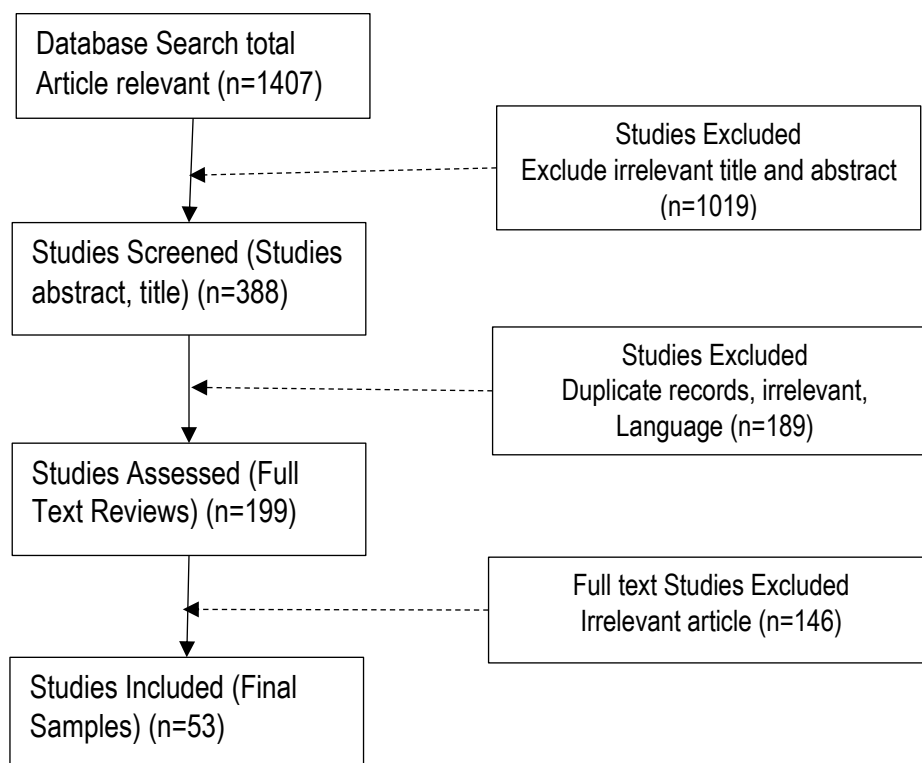 Database Search total
Article relevant (n=1407)
Studies Excluded
Exclude irrelevant title and abstract
(n=1019)
Studies Screened (Studies
abstract, title) (n=388)
Studies Excluded
Duplicate records, irrelevant,
Language (n=189)
Studies Assessed (Full
Text Reviews) (n=199)
Full text Studies Excluded
Irrelevant article (n=146)
Studies Included (Final
Samples) (n=53)